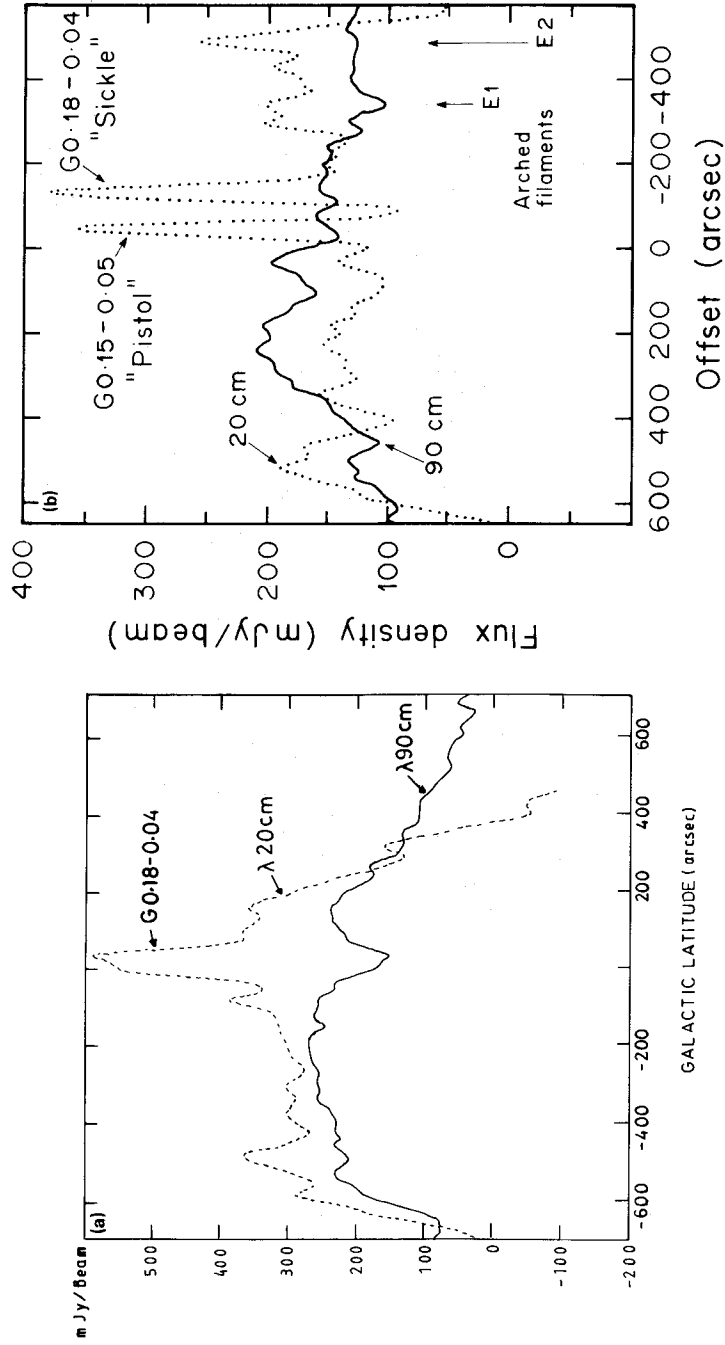 mJy/Beam
(a)
500
400
300
200
100
0
-100
-200
G0·18-0·04
λ20cm
λ90cm
-600
-400
-200
200
400
600
GALACTIC LATITUDE (arcsec)
(b)
400
300
200
100
0
Flux density (mJy/beam)
G0·15-0·05
"Pistol"
G0·18-0·04
"Sickle"
20 cm
90 cm
Arched
filaments
E1
E2
600
400
200
0
-200
-400
Offset (arcsec)